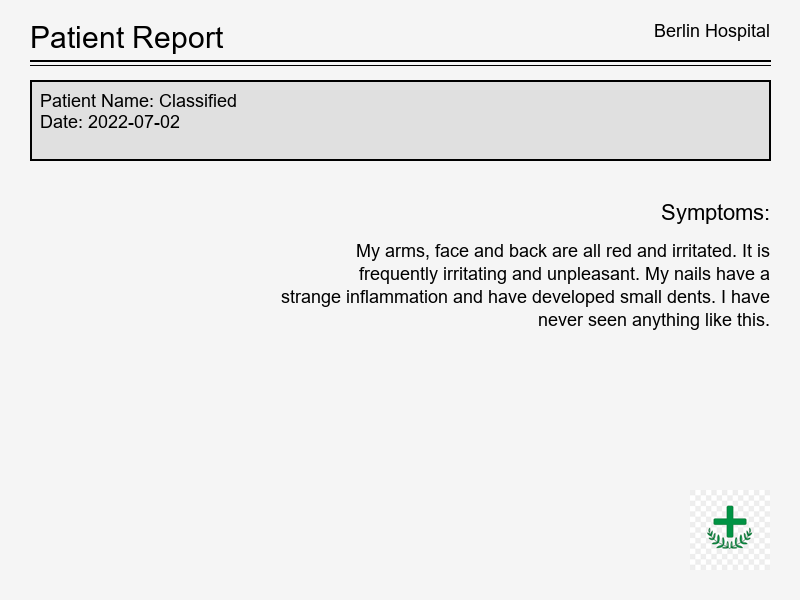 Patient Report
Berlin Hospital
Patient Name: Classified
Date: 2022-07-02
Symptoms:
My arms, face and back are all red and irritated. It is
frequently irritating and unpleasant. My nails have a
strange inflammation and have developed small dents. I have
never seen anything like this.